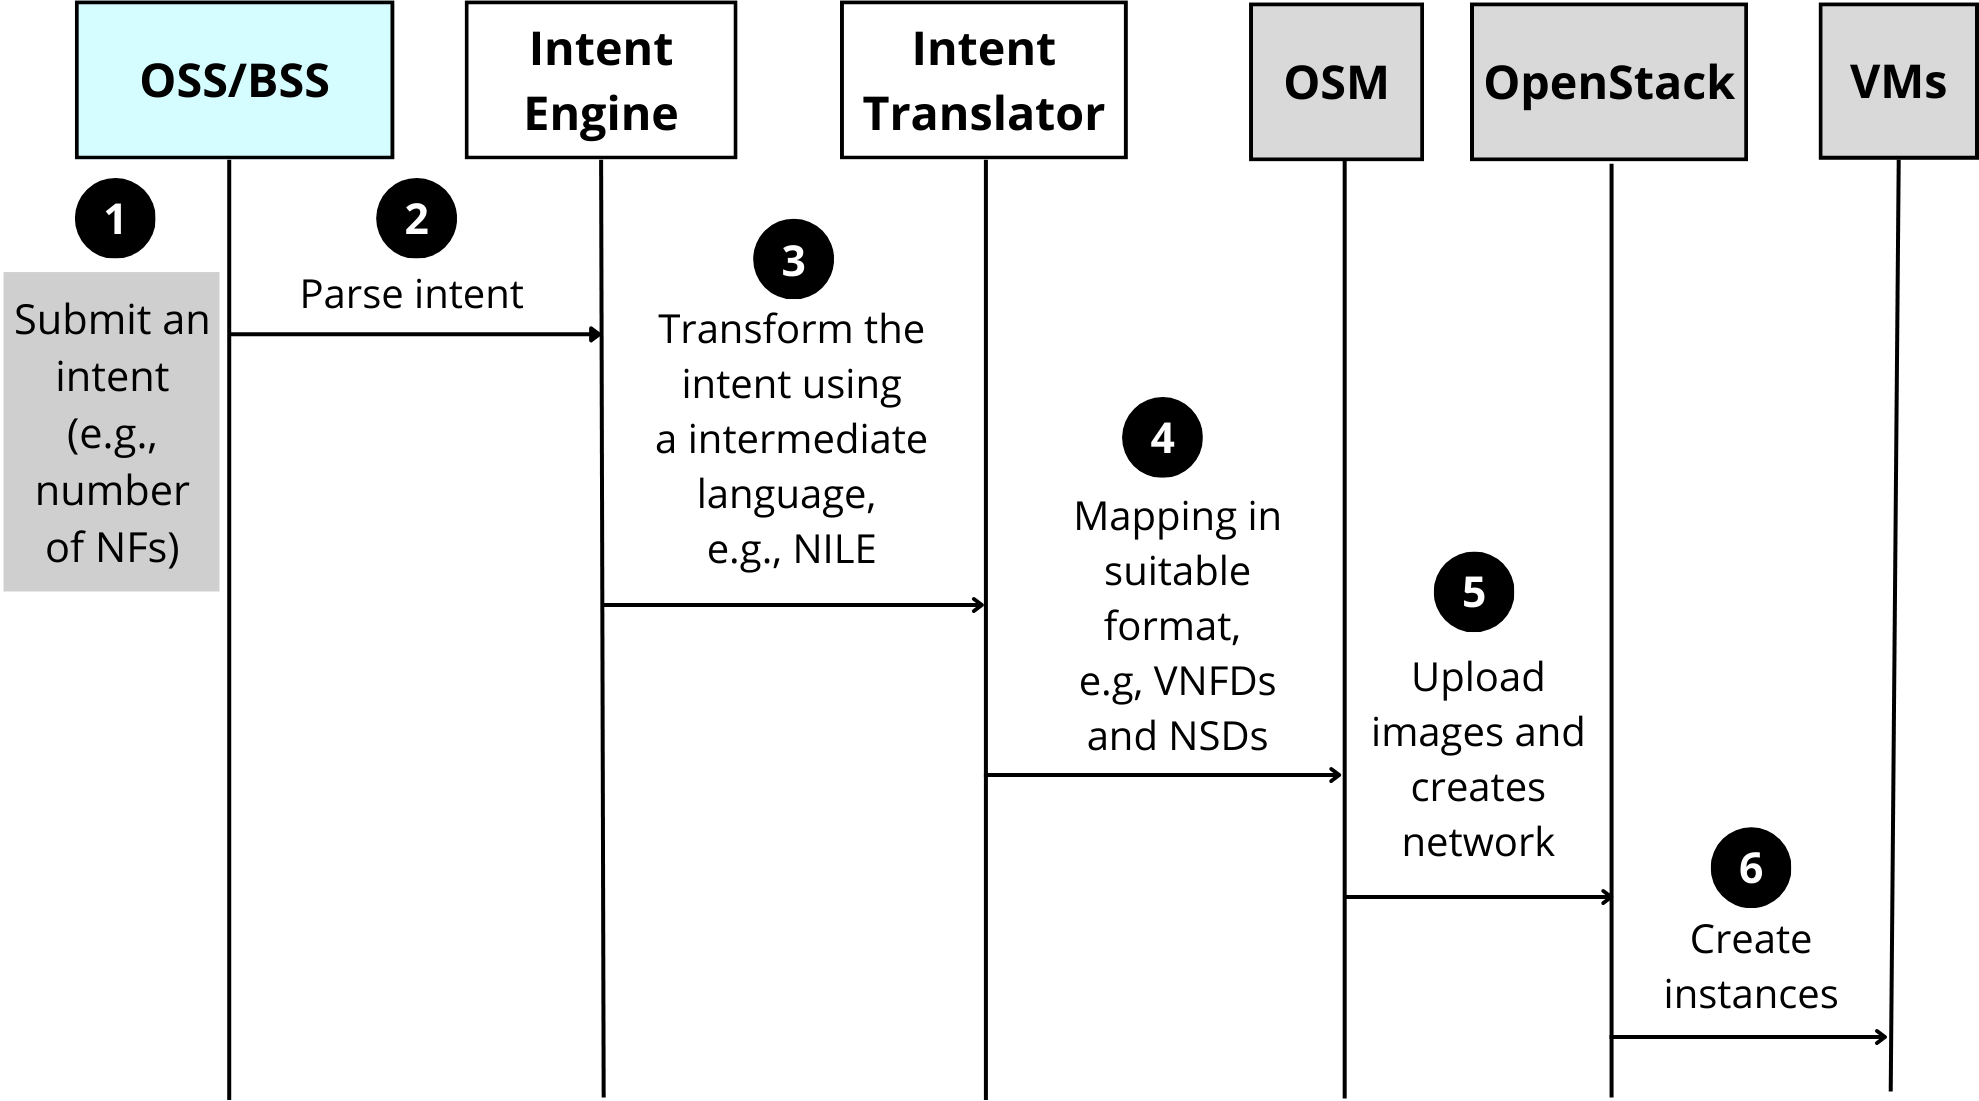 OSS/BSS
Intent
Engine
Intent
Translator
OSM
OpenStack
VMs
1
Submit an
intent
(e.g.,
number
of NFs)
2
Parse intent
3
Transform the
intent using
a intermediate
language,
e.g., NILE
4
Mapping in
suitable
format,
e.g, VNFDs
and NSDs
5
Upload
images and
creates
network
6
Create
instances